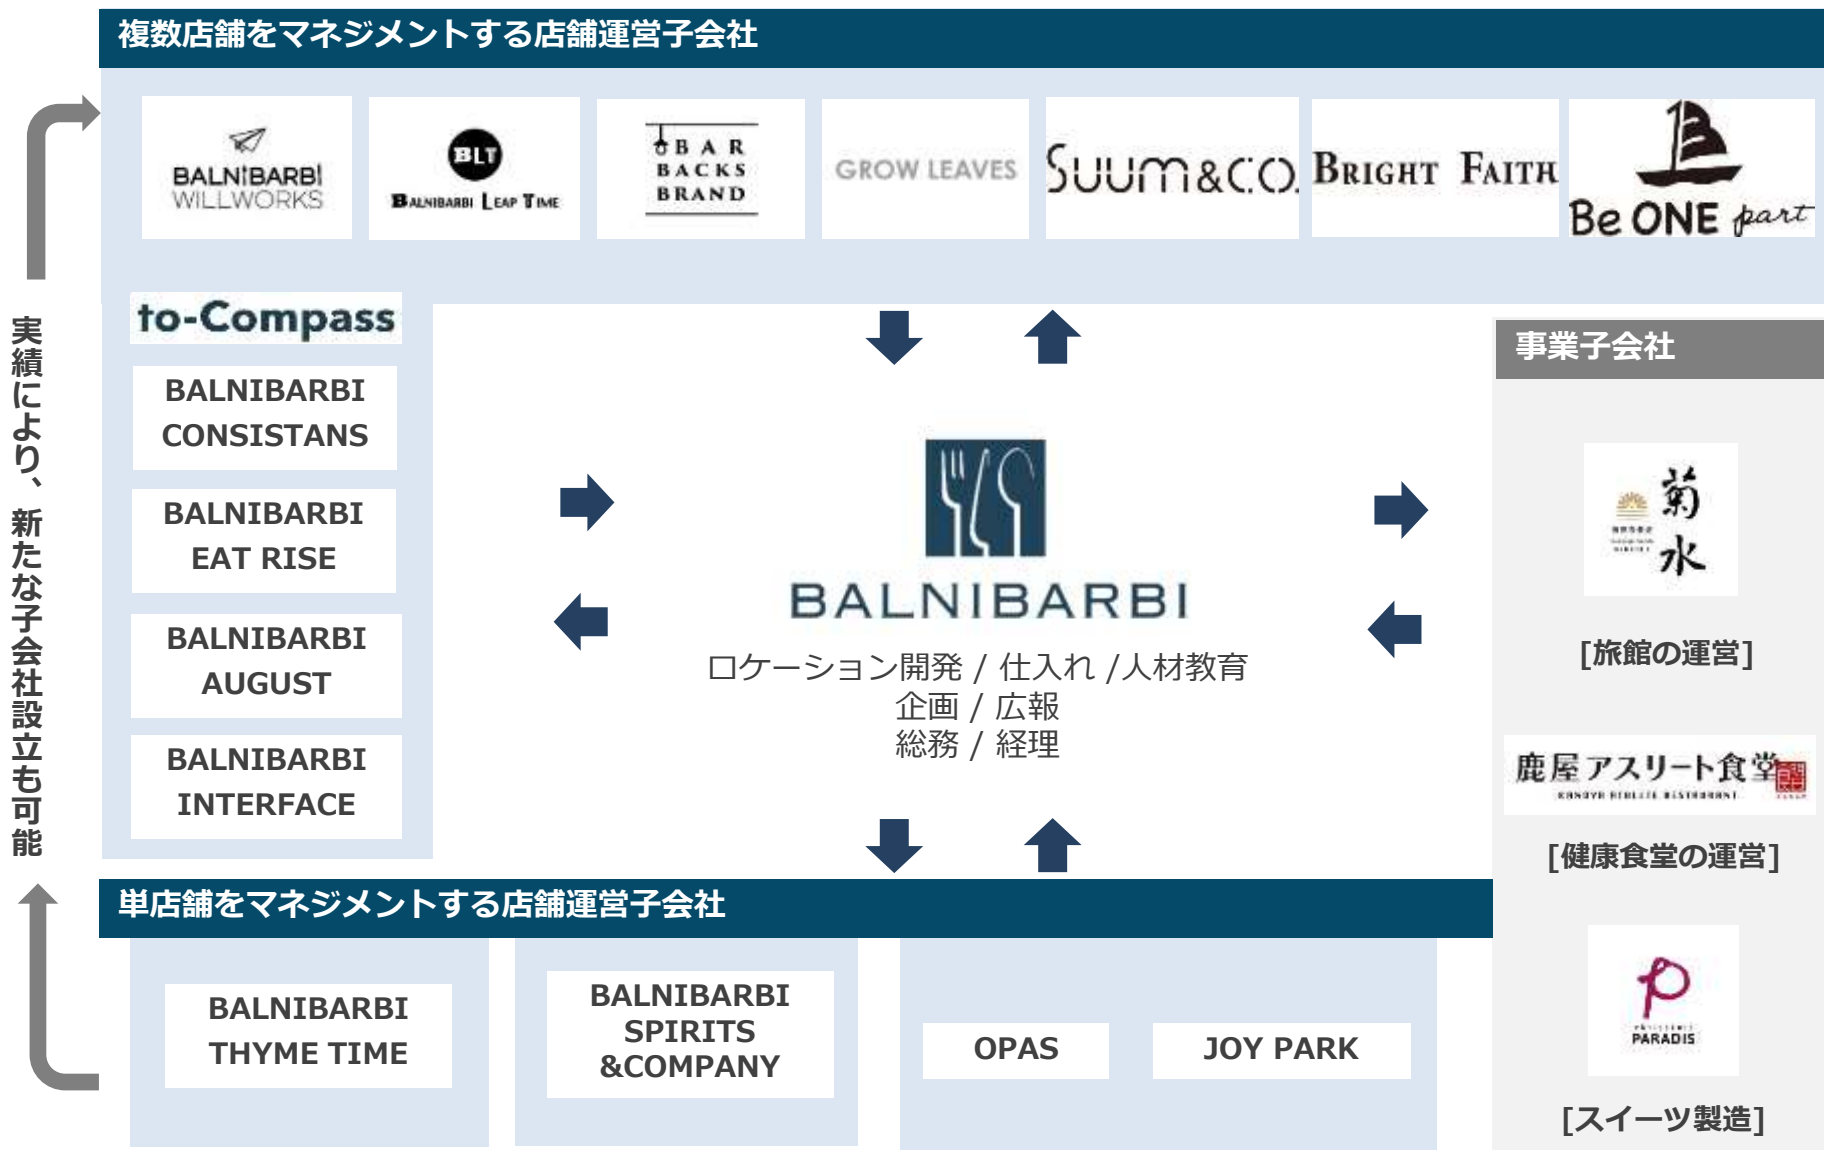 複数店舗をマネジメントする店舗運営子会社
BALNIBARBI
WILLWORKS
BLT
BALNIBARBI LEAP TIME
BAR
BACKS
BRAND
GROW LEAVES
SUUM&CO.
BRIGHT FAITH
Be ONE part
to-Compass
BALNIBARBI
CONSISTANS
BALNIBARBI
EAT RISE
BALNIBARBI
AUGUST
BALNIBARBI
INTERFACE
実績により、新たな子会社設立も可能
BALNIBARBI
ロケーション開発 / 仕入れ /人材教育
企画 / 広報
総務 / 経理
事業子会社
菊水
[旅館の運営]
鹿屋アスリート食堂
KANOYA ATHLETE RESTAURANT
[健康食堂の運営]
PARADIS
[スイーツ製造]
単店舗をマネジメントする店舗運営子会社
BALNIBARBI
THYME TIME
BALNIBARBI
SPIRITS
&COMPANY
OPAS
JOY PARK